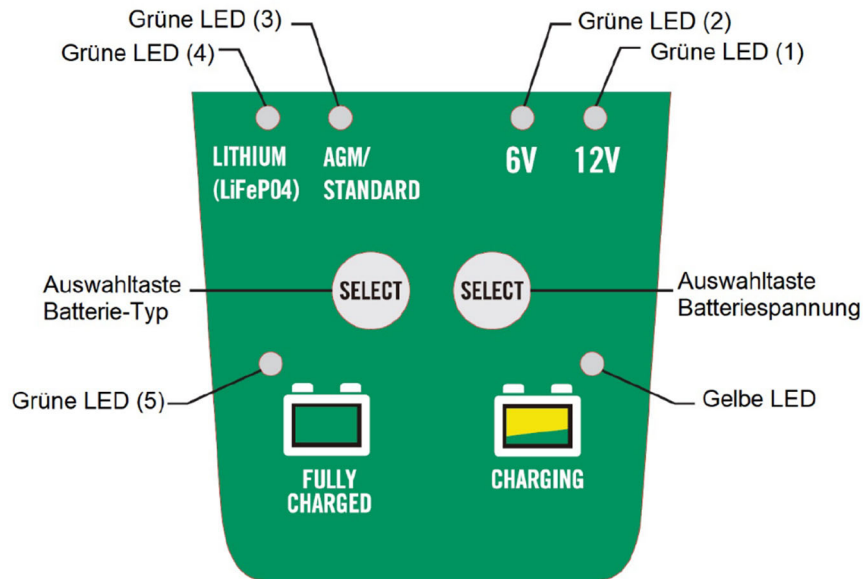 Grüne LED (3)
Grüne LED (2)
Grüne LED (4)
Grüne LED (1)
LITHIUM
(LiFeP04)
AGM/
STANDARD
6V
12V
Auswahltaste
Batterie-Typ
SELECT
SELECT
Auswahltaste
Batteriespannung
Grüne LED (5)
Gelbe LED
FULLY
CHARGED
CHARGING